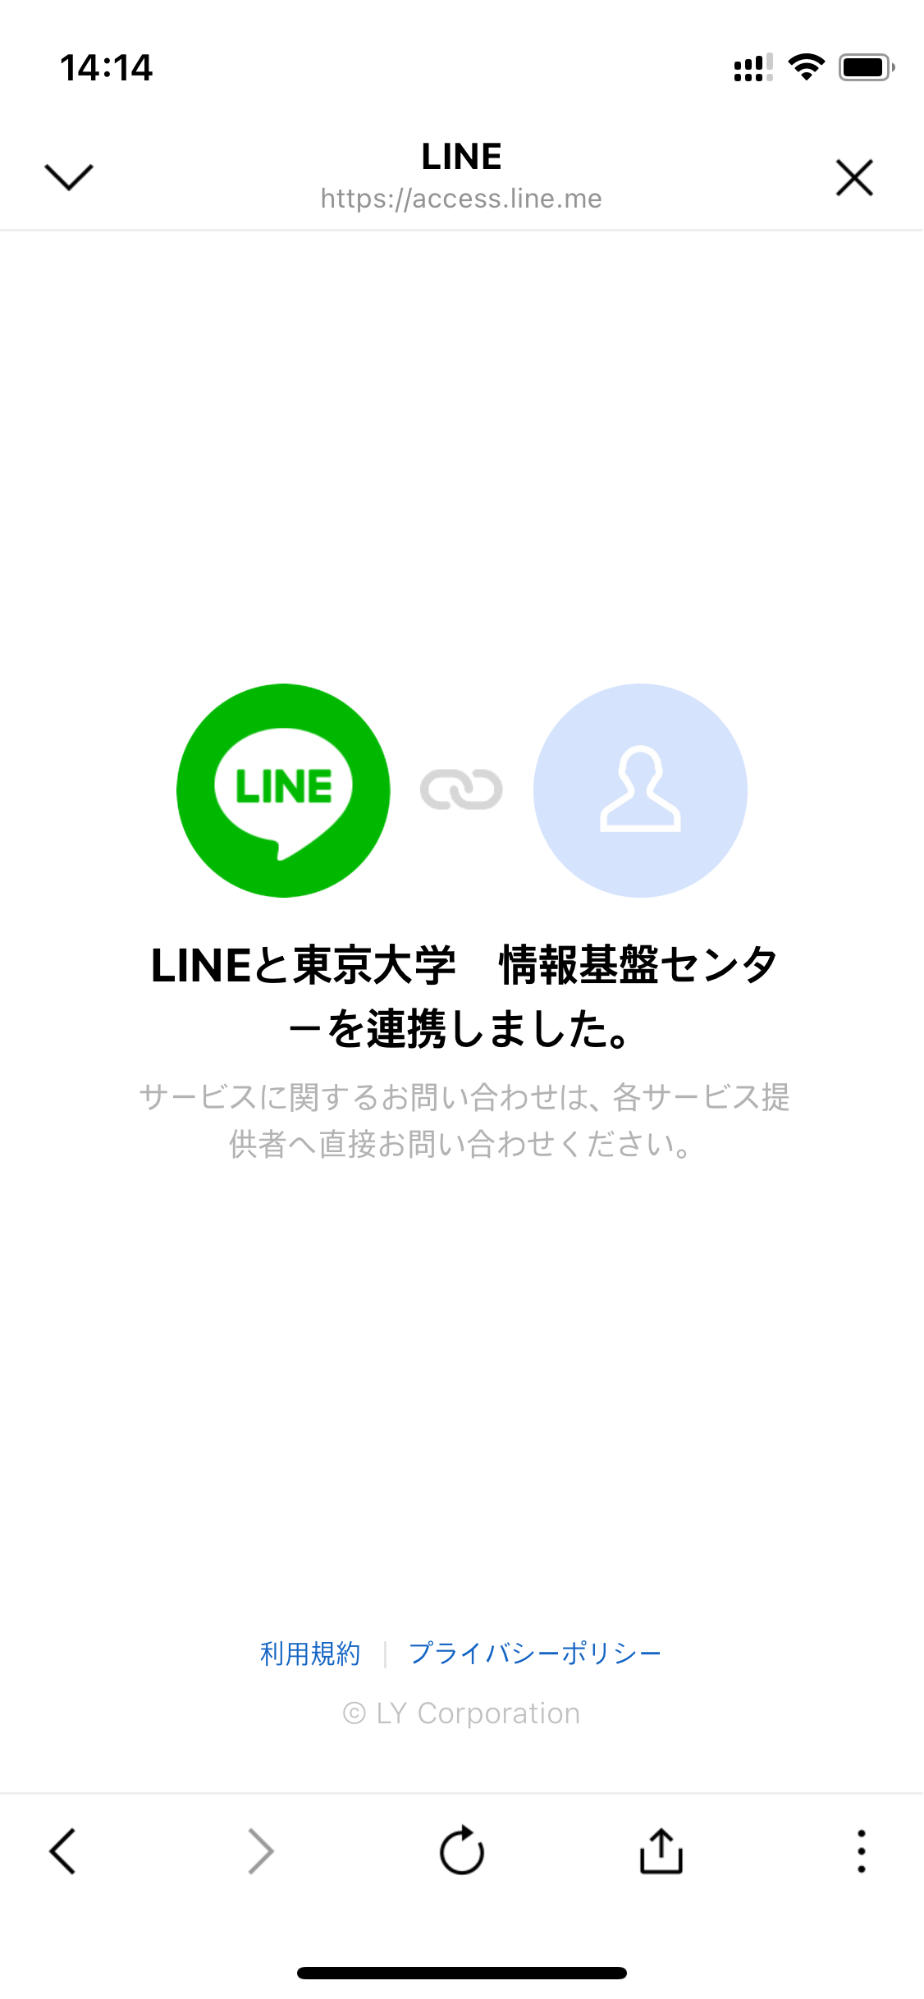 14:14
LINE
https://access.line.me
LINE
LINEと東京大学　情報基盤センタ
ーを連携しました。
サービスに関するお問い合わせは、各サービス提
供者へ直接お問い合わせください。
利用規約 | プライバシーポリシー
© LY Corporation